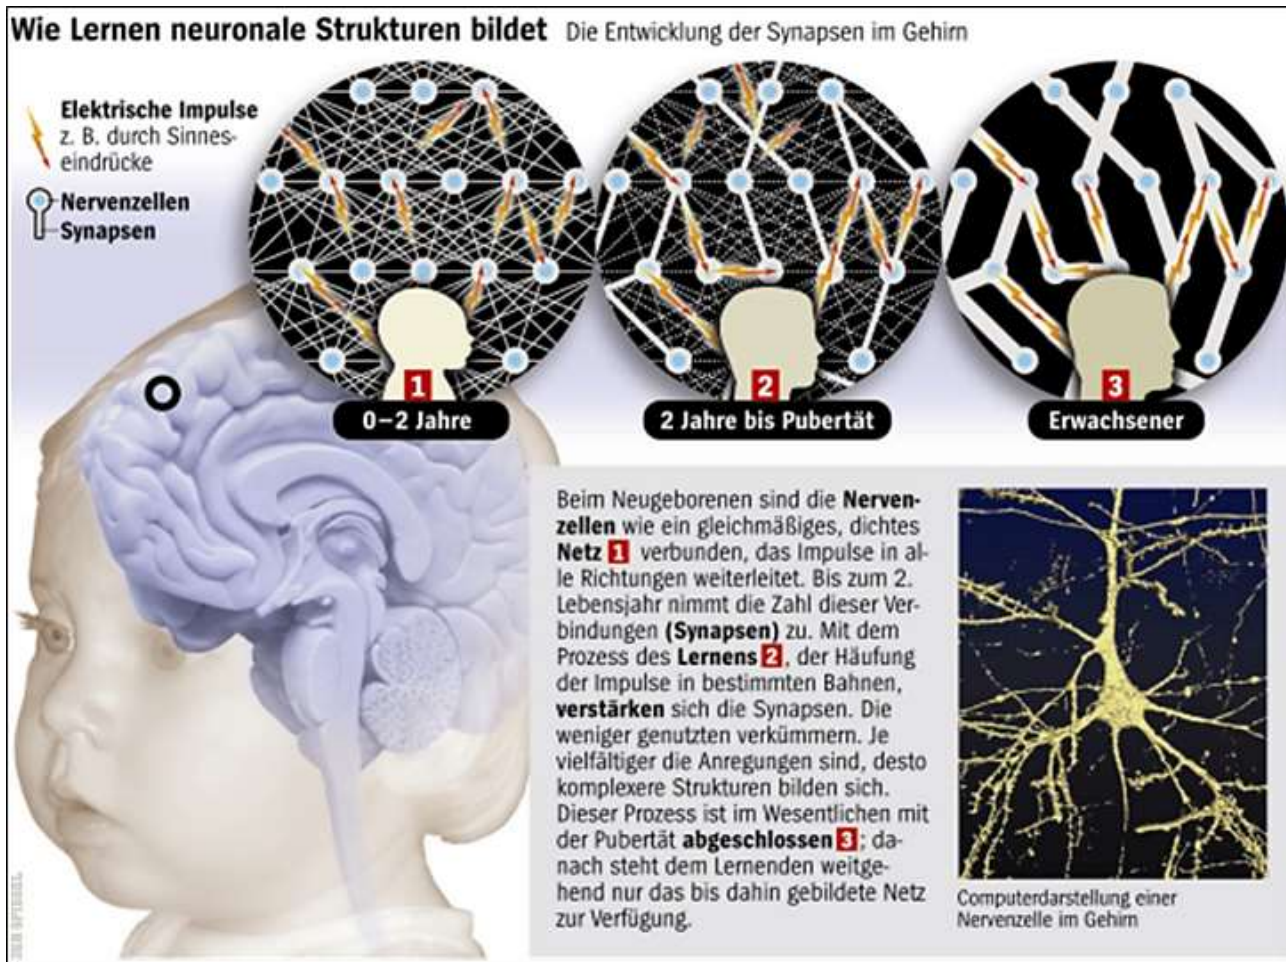 Wie Lernen neuronale Strukturen bildet Die Entwicklung der Synapsen im Gehirn
Elektrische Impulse
z. B. durch Sinnes-
eindrücke
Nervenzellen
Synapsen
1
0–2 Jahre
2
2 Jahre bis Pubertät
3
Erwachsener
Beim Neugeborenen sind die Nerven-
zellen wie ein gleichmäßiges, dichtes
Netz 1 verbunden, das Impulse in al-
le Richtungen weiterleitet. Bis zum 2.
Lebensjahr nimmt die Zahl dieser Ver-
bindungen (Synapsen) zu. Mit dem
Prozess des Lernens 2, der Häufung
der Impulse in bestimmten Bahnen,
verstärken sich die Synapsen. Die
weniger genutzten verkümmern. Je
vielfältiger die Anregungen sind, desto
komplexere Strukturen bilden sich.
Dieser Prozess ist im Wesentlichen mit
der Pubertät abgeschlossen 3; da-
nach steht dem Lernenden weitge-
hend nur das bis dahin gebildete Netz
zur Verfügung.
Computerdarstellung einer
Nervenzelle im Gehirn
DER SPIEGEL